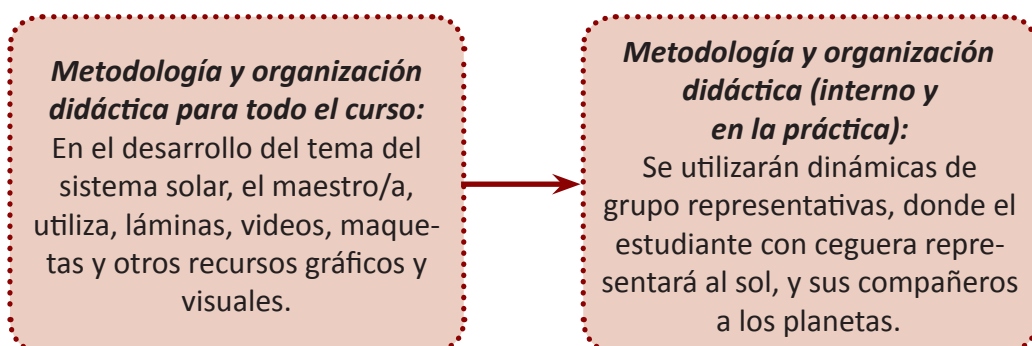 Metodología y organización
didáctica para todo el curso:
En el desarrollo del tema del
sistema solar, el maestro/a,
utiliza, láminas, videos, maque-
tas y otros recursos gráficos y
visuales.
Metodología y organización
didáctica (interno y
en la práctica):
Se utilizarán dinámicas de
grupo representativas, donde el
estudiante con ceguera repre-
sentará al sol, y sus compañeros
a los planetas.